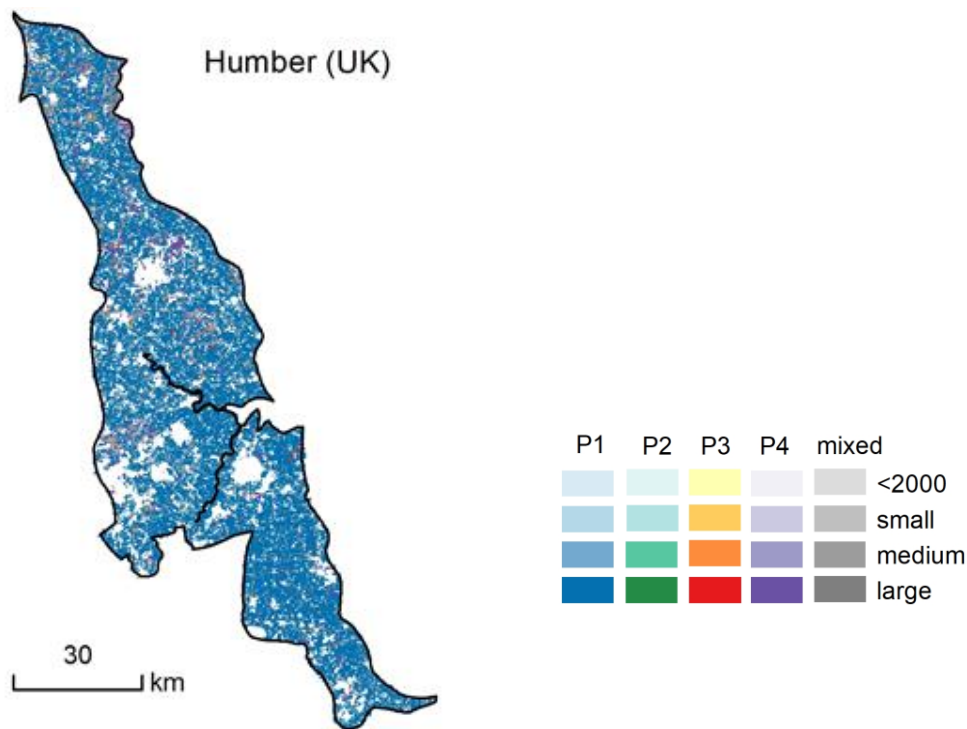 Humber (UK)
P1 P2 P3 P4 mixed
<2000
small
medium
large
30
km